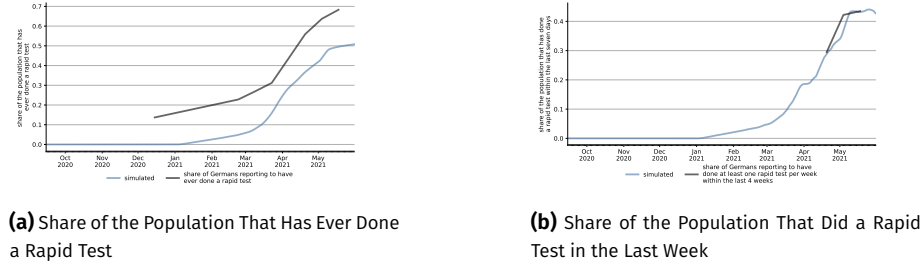 share of the population that has
ever done a rapid test
0.7
0.6
0.5
0.4
0.3
0.2
0.1
0.0
Oct
2020
Nov
2020
Dec
2020
Jan
2021
Feb
2021
Mar
2021
Apr
2021
May
2021
simulated
share of Germans reporting to have
ever done a rapid test
(a) Share of the Population That Has Ever Done
a Rapid Test
share of the population that has done
a rapid test within the last seven days
0.4
0.3
0.2
0.1
0.0
Oct
2020
Nov
2020
Dec
2020
Jan
2021
Feb
2021
Mar
2021
Apr
2021
May
2021
simulated
share of Germans reporting to have
done at least one rapid test per week
within the last 4 weeks
(b) Share of the Population That Did a Rapid
Test in the Last Week